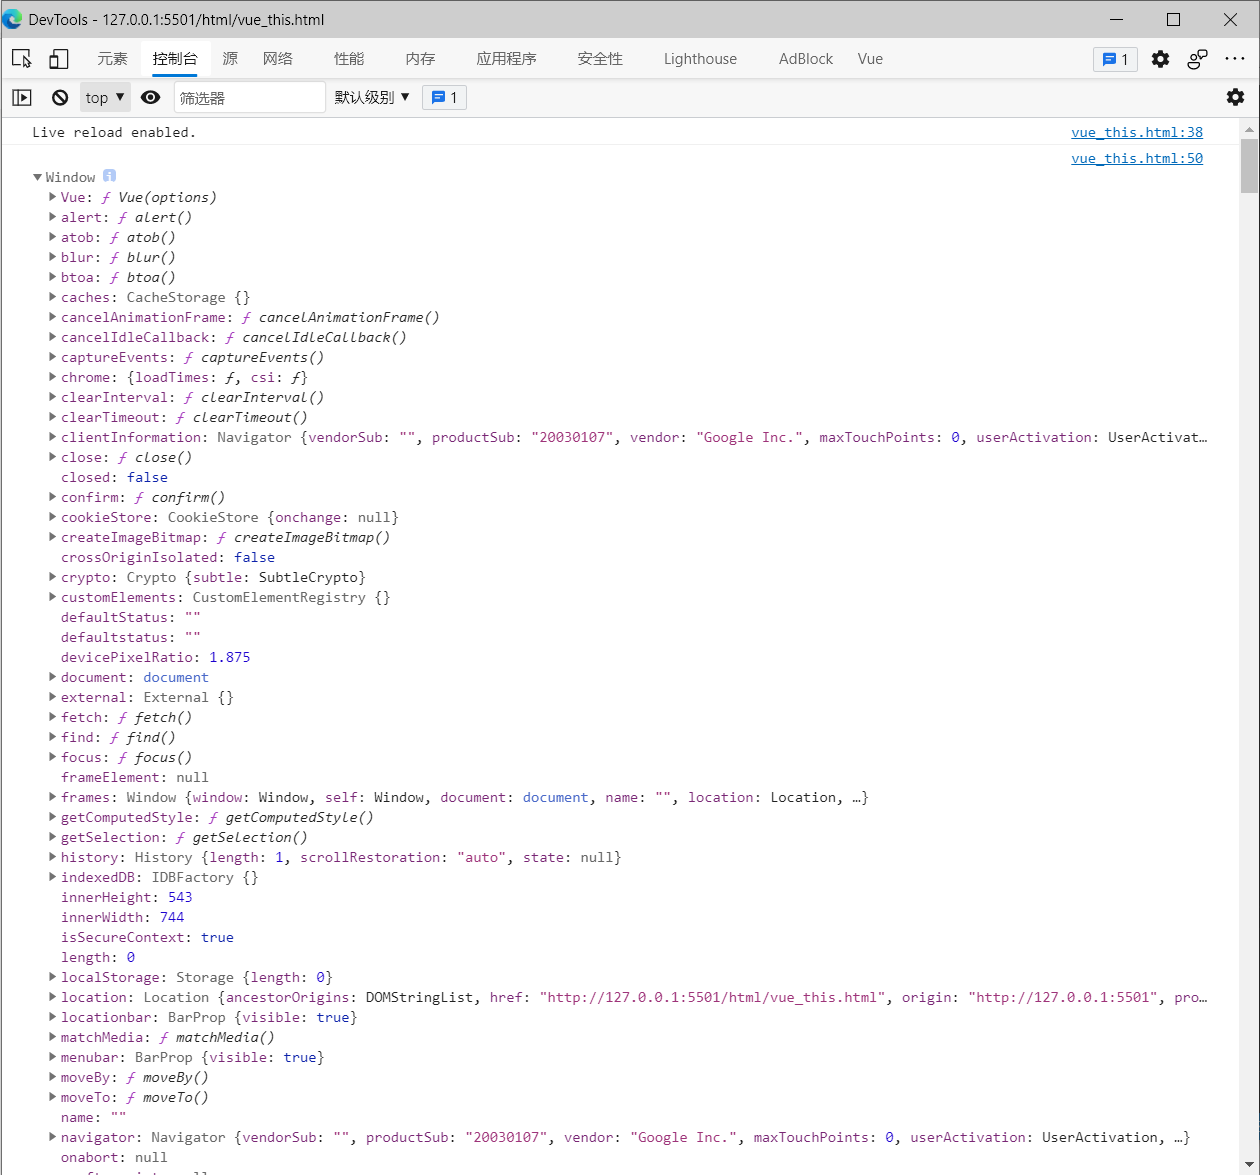 DevTools - 127.0.0.1:5501/html/vue_this.html
元素 控制台 源 网络 性能 内存 应用程序 安全性 Lighthouse AdBlock Vue 1
top ▼ 筛选器 默认级别 ▼ 1
Live reload enabled. vue_this.html:38
vue_this.html:50
▼Window i
▶Vue: ƒ Vue(options)
▶alert: ƒ alert()
▶atob: ƒ atob()
▶blur: ƒ blur()
▶btoa: ƒ btoa()
▶caches: CacheStorage {}
▶cancelAnimationFrame: ƒ cancelAnimationFrame()
▶cancelIdleCallback: ƒ cancelIdleCallback()
▶captureEvents: ƒ captureEvents()
▶chrome: {loadTimes: ƒ, csi: ƒ}
▶clearInterval: ƒ clearInterval()
▶clearTimeout: ƒ clearTimeout()
▶clientInformation: Navigator {vendorSub: "", productSub: "20030107", vendor: "Google Inc.", maxTouchPoints: 0, userActivation: UserActivat…
▶close: ƒ close()
closed: false
▶confirm: ƒ confirm()
▶cookieStore: CookieStore {onchange: null}
▶createImageBitmap: ƒ createImageBitmap()
crossOriginIsolated: false
▶crypto: Crypto {subtle: SubtleCrypto}
▶customElements: CustomElementRegistry {}
defaultStatus: ""
defaultstatus: ""
devicePixelRatio: 1.875
▶document: document
▶external: External {}
▶fetch: ƒ fetch()
▶find: ƒ find()
▶focus: ƒ focus()
frameElement: null
▶frames: Window {window: Window, self: Window, document: document, name: "", location: Location, …}
▶getComputedStyle: ƒ getComputedStyle()
▶getSelection: ƒ getSelection()
▶history: History {length: 1, scrollRestoration: "auto", state: null}
▶indexedDB: IDBFactory {}
innerHeight: 543
innerWidth: 744
isSecureContext: true
length: 0
▶localStorage: Storage {length: 0}
▶location: Location {ancestorOrigins: DOMStringList, href: "http://127.0.0.1:5501/html/vue_this.html", origin: "http://127.0.0.1:5501", pro…
▶locationbar: BarProp {visible: true}
▶matchMedia: ƒ matchMedia()
▶menubar: BarProp {visible: true}
▶moveBy: ƒ moveBy()
▶moveTo: ƒ moveTo()
name: ""
▶navigator: Navigator {vendorSub: "", productSub: "20030107", vendor: "Google Inc.", maxTouchPoints: 0, userActivation: UserActivation, …}
onabort: null